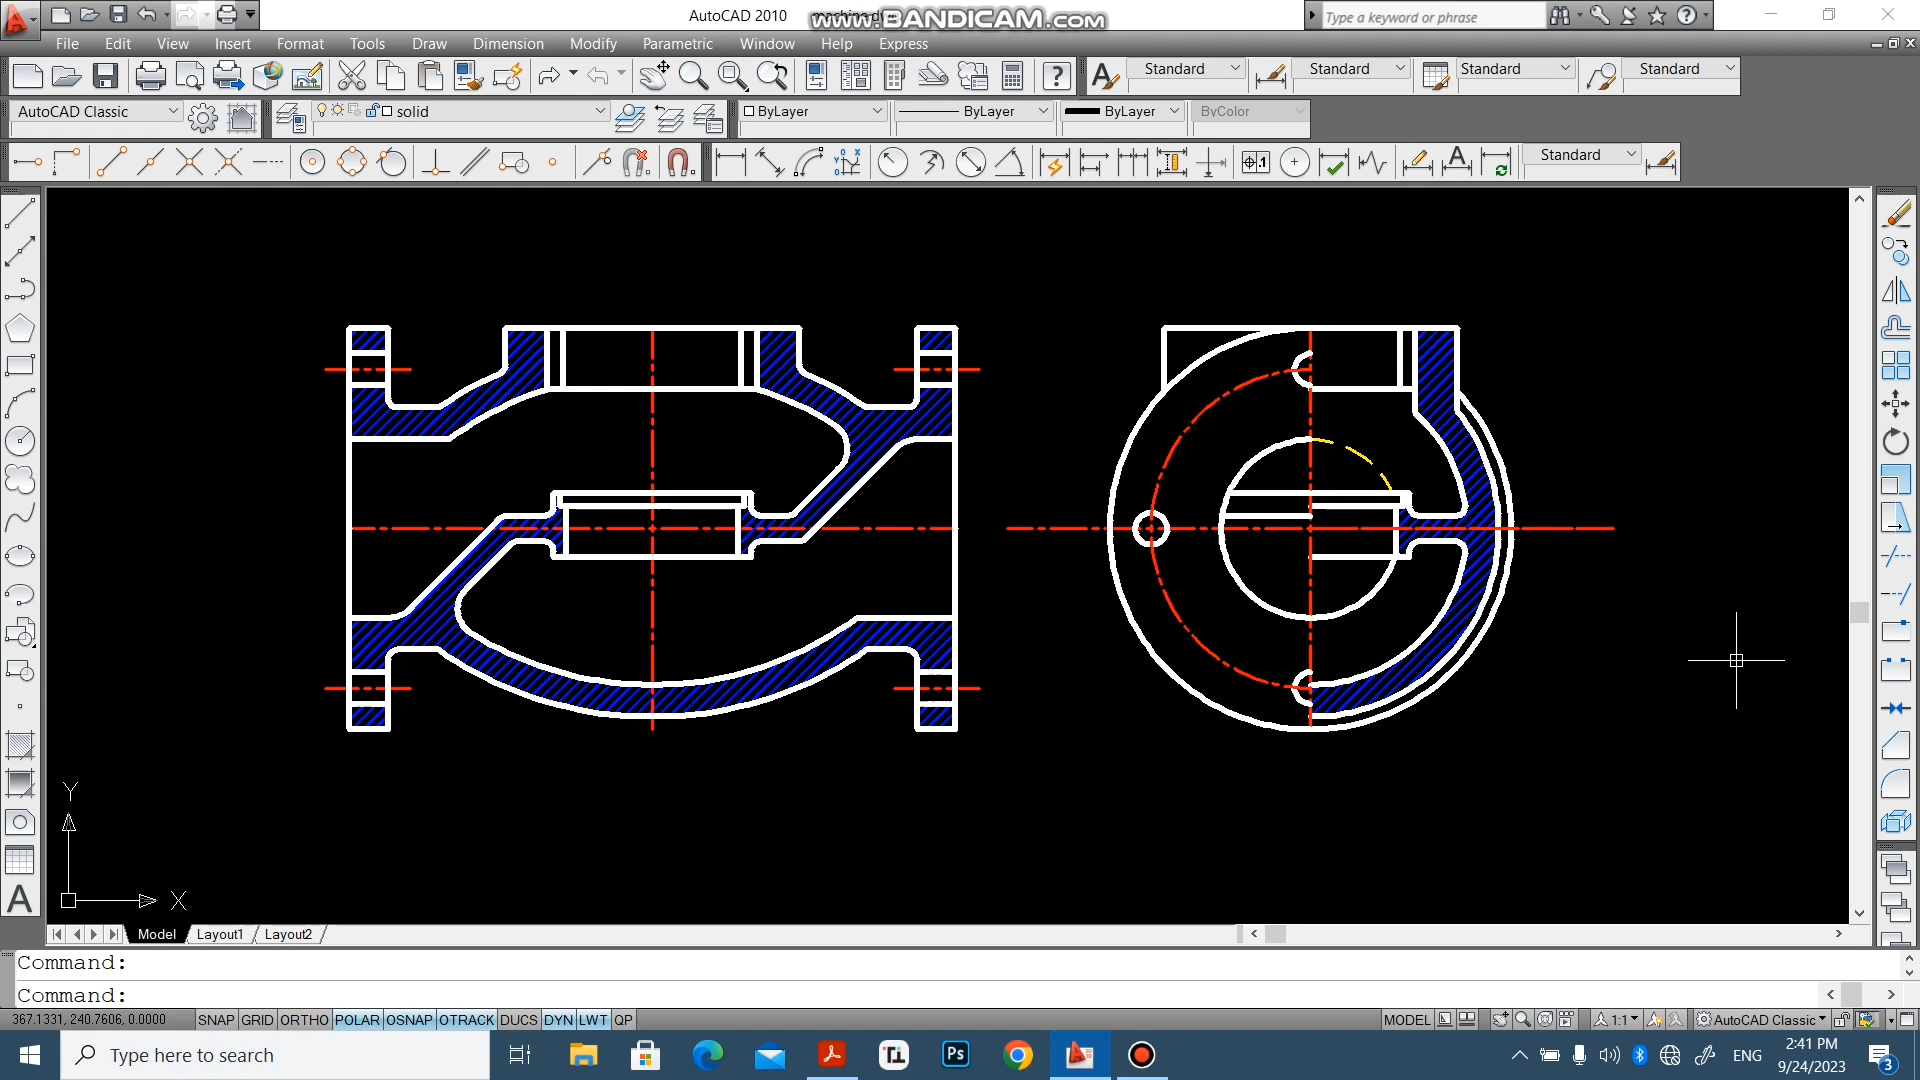 AutoCAD 2010
www.BANDICAM.com
Type a keyword or phrase
File Edit View Insert Format Tools Draw Dimension Modify Parametric Window Help Express
Standard Standard Standard Standard
AutoCAD Classic solid ByLayer ByLayer ByLayer ByColor
Standard
Y
X
Model Layout1 Layout2
Command:
Command:
367.1331, 240.7606, 0.0000 SNAP GRID ORTHO POLAR OSNAP OTRACK DUCS DYN LWT QP MODEL 1:1 AutoCAD Classic
Type here to search
Ps
ENG
2:41 PM
9/24/2023
3